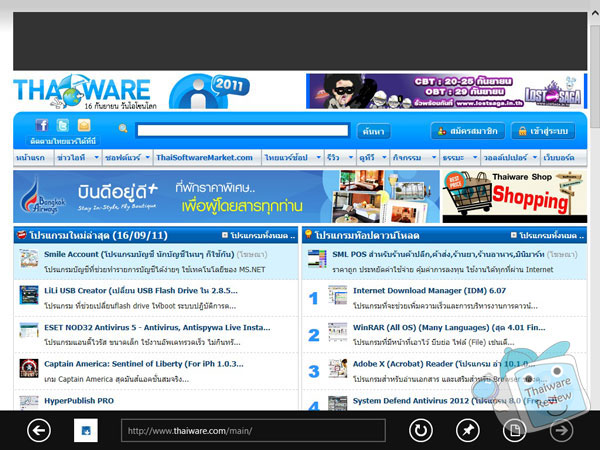 THAIWARE
16 กันยายน วันโอโซนโลก
2011
CBT : 20-25 กันยายน
OBT : 29 กันยายน
ร่วมพร้อมกันที่ www.lostsaga.in.th
LOST SAGA
ติดตามไทยแวร์ได้ที่นี่
ค้นหา
สมัครสมาชิก
เข้าสู่ระบบ
หน้าแรก ข่าวไอที ซอฟต์แวร์ ThaiSoftwareMarket.com ไทยแวร์ช้อป รีวิว ดูทีวี กิจกรรม ธรรมะ วอลล์เปเปอร์ เว็บบอร์ด
Bangkok Airways
บินดีอยู่ดี+
Stay In-Style, Fly Boutique
ที่พักราคาพิเศษ..
เพื่อผู้โดยสารทุกท่าน
BEST PRICE
Thaiware Shop
Shopping
โปรแกรมใหม่ล่าสุด (16/09/11)
โปรแกรมทั้งหมด ..
Smile Account (โปรแกรมบัญชี นักบัญชีไหนๆ ก็ใช้กัน) (โฆษณา)
โปรแกรมบัญชีที่ช่วยทำรายการบัญชีได้ง่ายๆ ใช้เทคโนโลยีของ MS.NET
LiLi USB Creator (เปลี่ยน USB Flash Drive ใน 2.8.5...
โปรแกรม ที่ช่วยเปลี่ยนflash drive ให้boot ระบบปฏิบัติการต...
ESET NOD32 Antivirus 5 - Antivirus, Antispywa Live Insta...
โปรแกรมแอนตี้ไวรัส ขนาดเล็ก ใช้งานอัพเดทรวดเร็ว ไม่กินทรั...
Captain America: Sentinel of Liberty (For iPh 1.0.3...
เกม Captain America สุดมันส์แอคชั้นสมจริง...
HyperPublish PRO
โปรแกรมท๊อปดาวน์โหลด
โปรแกรมทั้งหมด ..
SML POS สำหรับร้านค้าปลีก,ค้าส่ง,ร้านยา,ร้านอาหาร,มินิมาร์ท (โฆษณา)
ราคาถูก ประหยัดค่าใช้จ่าย คุ้มค่าการลงทุน ใช้งานได้ทุกที่ผ่าน Internet
1 Internet Download Manager (IDM) 6.07
โปรแกรมที่จะช่วยเพิ่มความเร็วและการบริหารงานการดาวน์...
2 WinRAR (All OS) (Many Languages) (สุด 4.01 Fin...
โปรแกรมที่มีหน้าที่เอาไว้ บีบย่อ ไฟล์ (File) เช่นเดี...
3 Adobe X (Acrobat) Reader (โปรแกรม อ่า 10.1.0...
โปรแกรมสำหรับอ่านเอกสาร และเสริมสำหรับ Browser
4 System Defend Antivirus 2012 (โปรแกรม 8.0 (Fre...
Thaiware Review
http://www.thaiware.com/main/